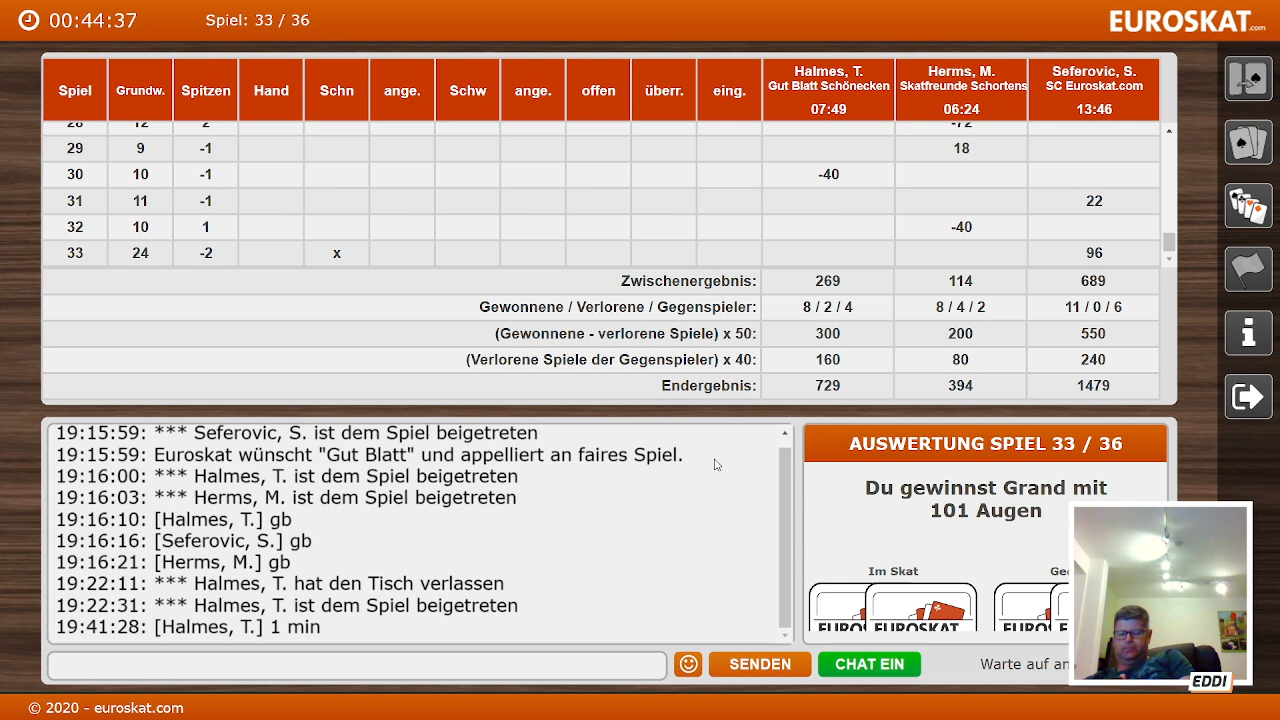 00:44:37
Spiel: 33 / 36
EUROSKAT.com
Spiel Grundw. Spitzen Hand Schn ange. Schw ange. offen überr. eing. Halmes, T. Herms, M. Seferovic, S.
Gut Blatt Schönecken Skatfreunde Schortens SC Euroskat.com
07:49 06:24 13:46
28 12 2 -72
29 9 -1 18
30 10 -1 -40
31 11 -1 22
32 10 1 -40
33 24 -2 x 96
Zwischenergebnis: 269 114 689
Gewonnene / Verlorene / Gegenspieler: 8 / 2 / 4 8 / 4 / 2 11 / 0 / 6
(Gewonnene - verlorene Spiele) x 50: 300 200 550
(Verlorene Spiele der Gegenspieler) x 40: 160 80 240
Endergebnis: 729 394 1479
19:15:59: *** Seferovic, S. ist dem Spiel beigetreten
19:15:59: Euroskat wünscht "Gut Blatt" und appelliert an faires Spiel.
19:16:00: *** Halmes, T. ist dem Spiel beigetreten
19:16:03: *** Herms, M. ist dem Spiel beigetreten
19:16:10: [Halmes, T.] gb
19:16:16: [Seferovic, S.] gb
19:16:21: [Herms, M.] gb
19:22:11: *** Halmes, T. hat den Tisch verlassen
19:22:31: *** Halmes, T. ist dem Spiel beigetreten
19:41:28: [Halmes, T.] 1 min
AUSWERTUNG SPIEL 33 / 36
Du gewinnst Grand mit
101 Augen
Im Skat
EUROSKAT
SENDEN
CHAT EIN
Warte auf
EDDI
© 2020 - euroskat.com